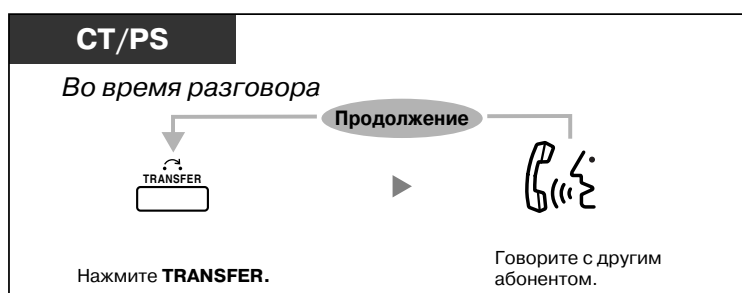 CT/PS
Во время разговора
Продолжение
TRANSFER
Нажмите TRANSFER.
Говорите с другим
абонентом.